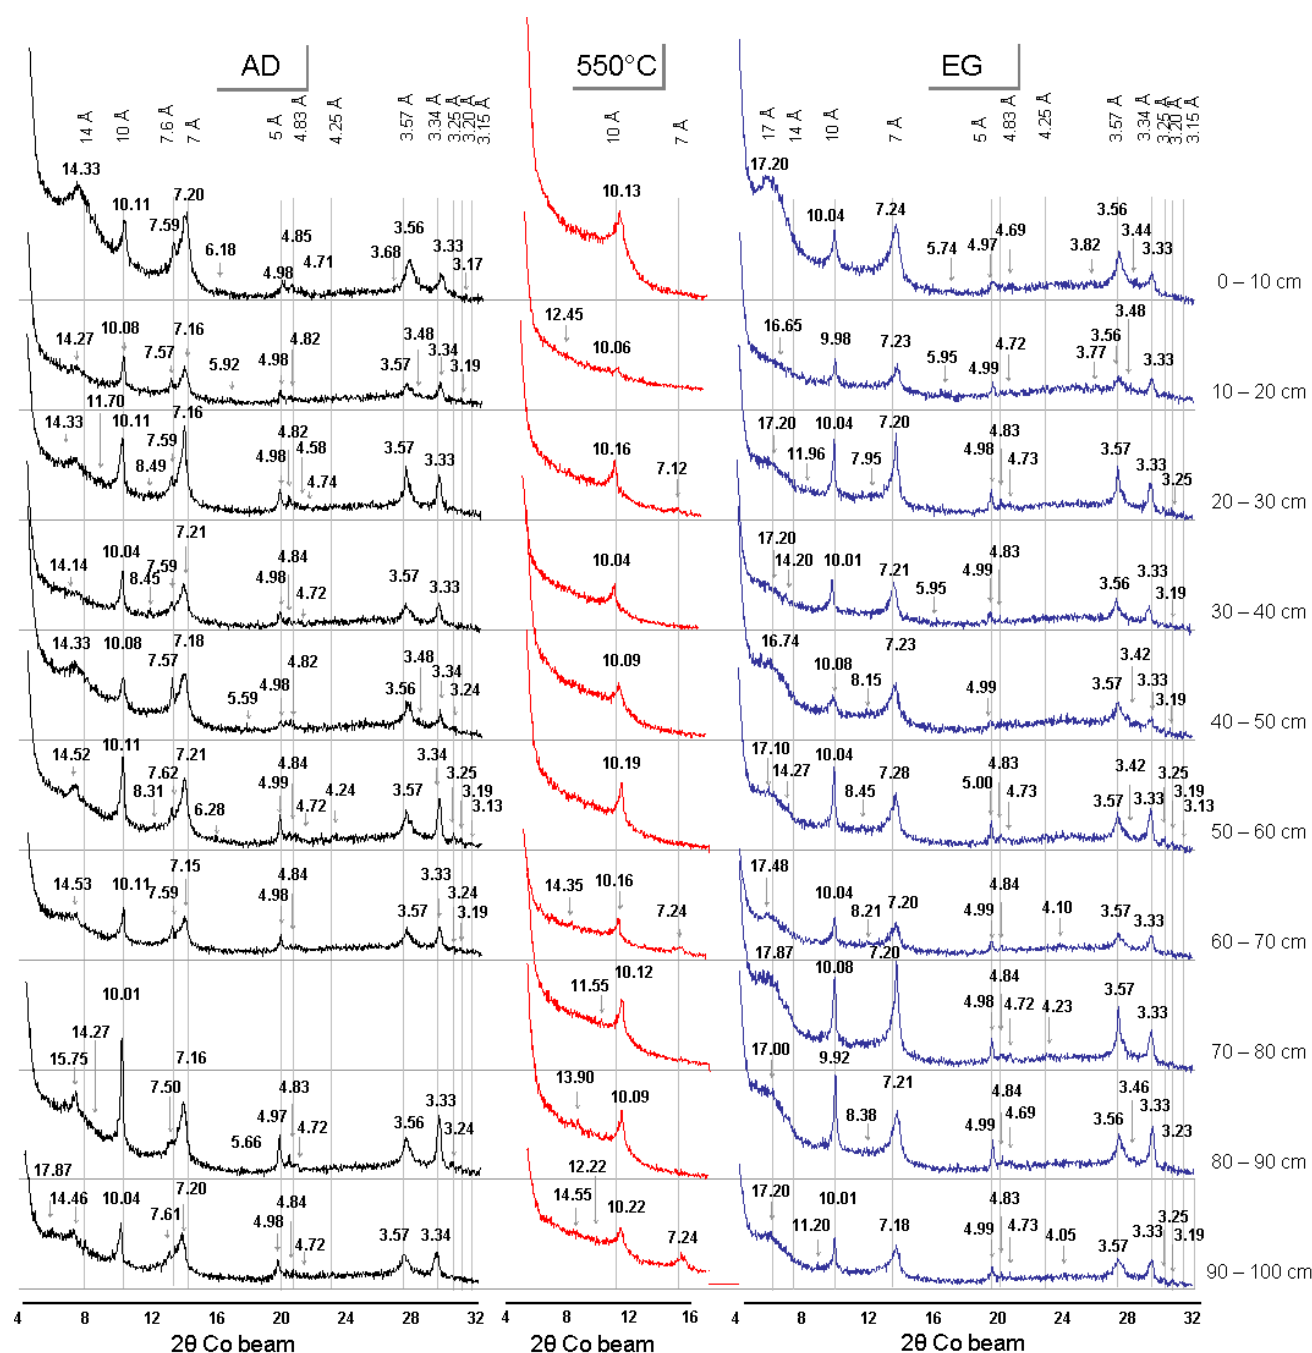 AD
550°C
EG
14 Å
10 Å
7.6 Å
7 Å
5 Å
4.83 Å
4.25 Å
3.57 Å
3.34 Å
3.25 Å
3.20 Å
3.15 Å
10 Å
7 Å
17 Å
14 Å
10 Å
7 Å
5 Å
4.83 Å
4.25 Å
3.57 Å
3.34 Å
3.25 Å
3.20 Å
3.15 Å
14.33 10.11 7.59 7.20 6.18 4.98 4.85 4.71 3.68 3.56 3.33 3.17
10.13
17.20 10.04 7.24 5.74 4.97 4.69 3.82 3.56 3.44 3.33
0 – 10 cm
14.27 10.08 7.57 7.16 5.92 4.98 4.82 3.57 3.48 3.34 3.19
12.45 10.06
16.65 9.98 7.23 5.95 4.99 4.72 3.77 3.56 3.48 3.33
10 – 20 cm
14.33 11.70 10.11 8.49 7.59 7.16 4.98 4.82 4.58 4.74 3.57 3.33
10.16 7.12
17.20 11.96 10.04 7.95 7.20 4.98 4.83 4.73 3.57 3.33 3.25
20 – 30 cm
14.14 10.04 8.45 7.59 7.21 4.98 4.84 4.72 3.57 3.33
10.04
17.20 14.20 10.01 7.21 5.95 4.99 4.83 3.56 3.33 3.19
30 – 40 cm
14.33 10.08 7.57 7.18 5.59 4.98 4.82 3.56 3.48 3.34 3.24
10.09
16.74 10.08 8.15 7.23 4.99 3.57 3.42 3.33 3.19
40 – 50 cm
14.52 10.11 8.31 7.62 7.21 6.28 4.99 4.84 4.72 4.24 3.57 3.34 3.25 3.19 3.13
10.19
17.10 14.27 10.04 8.45 7.28 5.00 4.83 4.73 3.57 3.42 3.33 3.25 3.19 3.13
50 – 60 cm
14.53 10.11 7.59 7.15 4.98 4.84 3.57 3.33 3.24 3.19
14.35 10.16 7.24
17.48 10.04 8.21 7.20 4.99 4.84 4.10 3.57 3.33
60 – 70 cm
11.55 10.12
17.87 10.08 7.20 4.98 4.84 4.72 4.23 3.57 3.33
70 – 80 cm
15.75 14.27 10.01 7.50 7.16 5.66 4.97 4.83 4.72 3.56 3.33 3.24
13.90 10.09
17.00 9.92 8.38 7.21 4.99 4.84 4.69 3.56 3.46 3.33 3.23
80 – 90 cm
17.87 14.46 10.04 7.61 7.20 4.98 4.84 4.72 3.57 3.34
14.55 12.22 10.22 7.24
17.20 11.20 10.01 7.18 4.99 4.83 4.73 4.05 3.57 3.33 3.25 3.19
90 – 100 cm
4 8 12 16 20 24 28 32
4 8 12 16
4 8 12 16 20 24 28 32
2θ Co beam
2θ Co beam
2θ Co beam